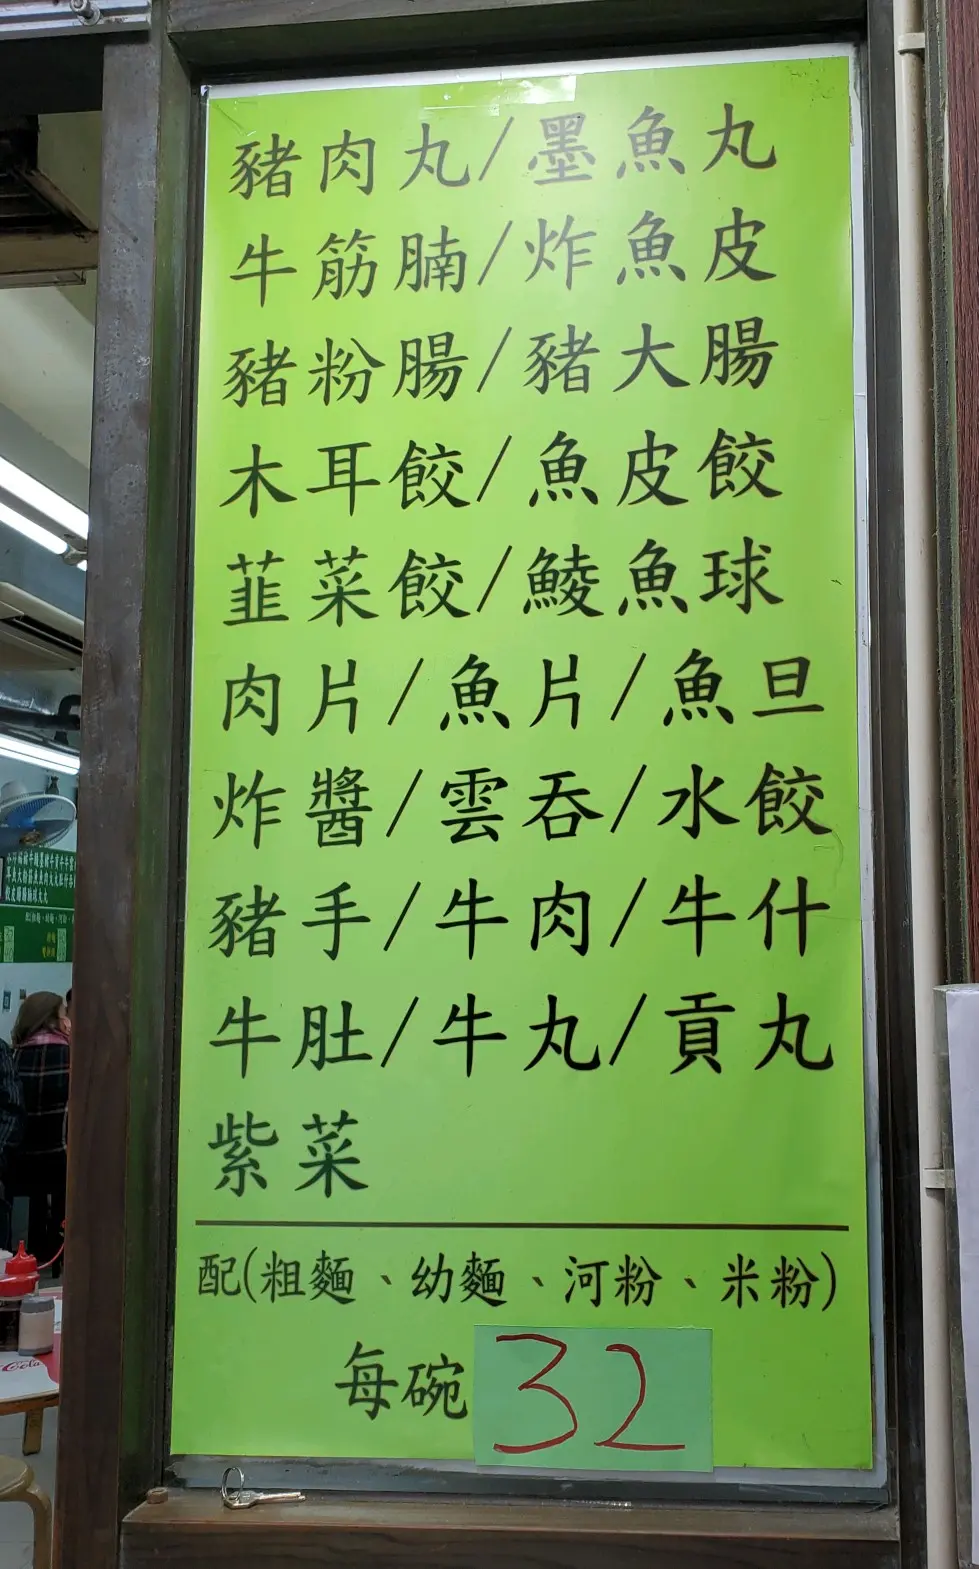 豬肉丸/墨魚丸
牛筋腩/炸魚皮
豬粉腸/豬大腸
木耳餃/魚皮餃
韮菜餃/鯪魚球
肉片/魚片/魚旦
炸醬/雲吞/水餃
豬手/牛肉/牛什
牛肚/牛丸/貢丸
紫菜
配(粗麵、幼麵、河粉、米粉)
每碗 32
Cola